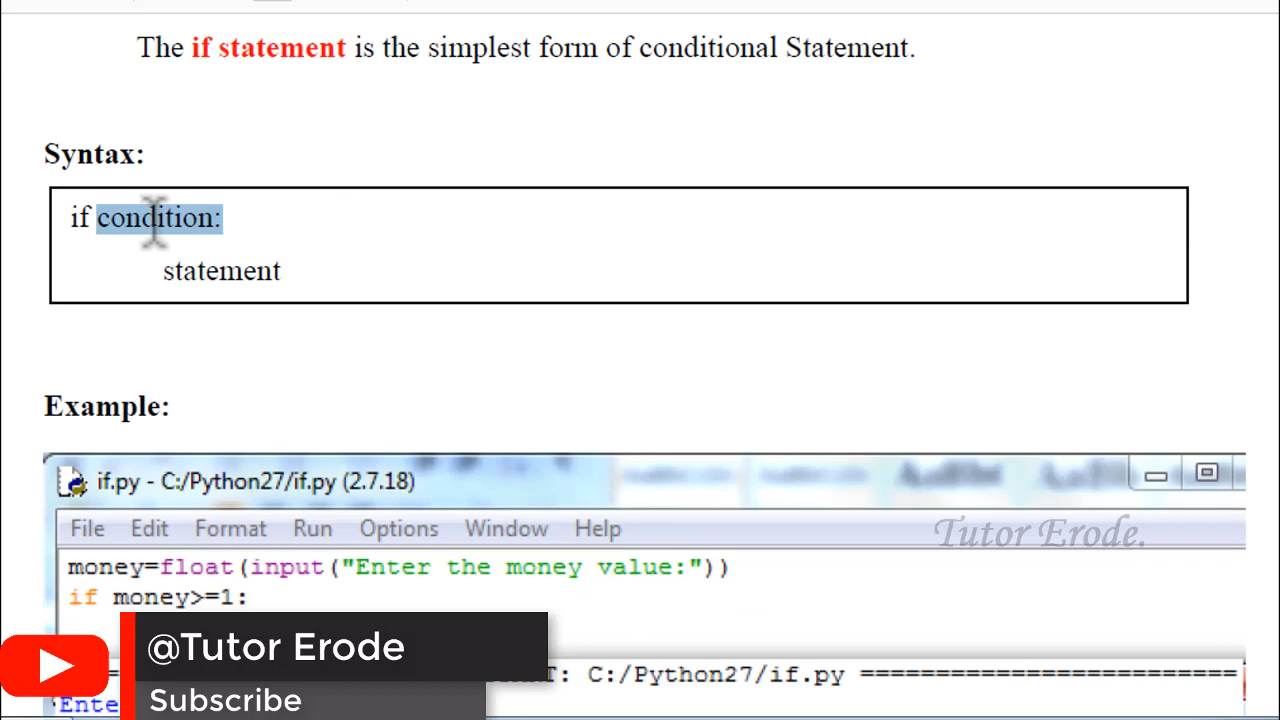 The if statement is the simplest form of conditional Statement.
Syntax:
if condition:
statement
Example:
if.py - C:/Python27/if.py (2.7.18)
File Edit Format Run Options Window Help
Tutor Erode.
money=float(input("Enter the money value:"))
if money>=1:
@Tutor Erode
T: C:/Python27/if.py =========================
Subscribe
Ente